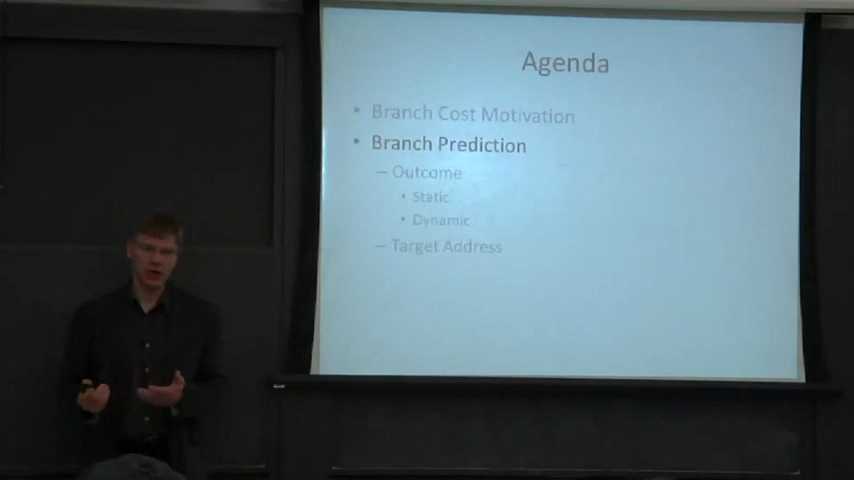 Agenda
• Branch Cost Motivation
• Branch Prediction
– Outcome
• Static
• Dynamic
– Target Address